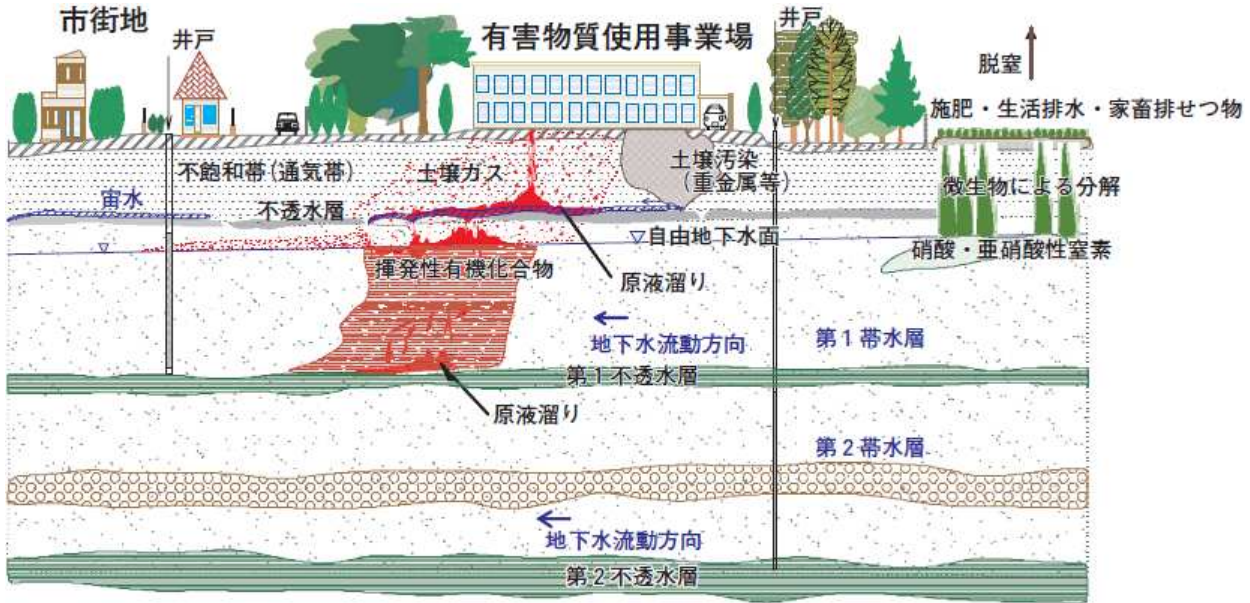 市街地
井戸
有害物質使用事業場
井戸
脱窒
施肥・生活排水・家畜排せつ物
不飽和帯(通気帯)
土壌ガス
土壌汚染
(重金属等)
微生物による分解
宙水
不透水層
▽自由地下水面
▽
硝酸・亜硝酸性窒素
揮発性有機化合物
原液溜り
地下水流動方向
第1帯水層
第1不透水層
原液溜り
第2帯水層
地下水流動方向
第2不透水層